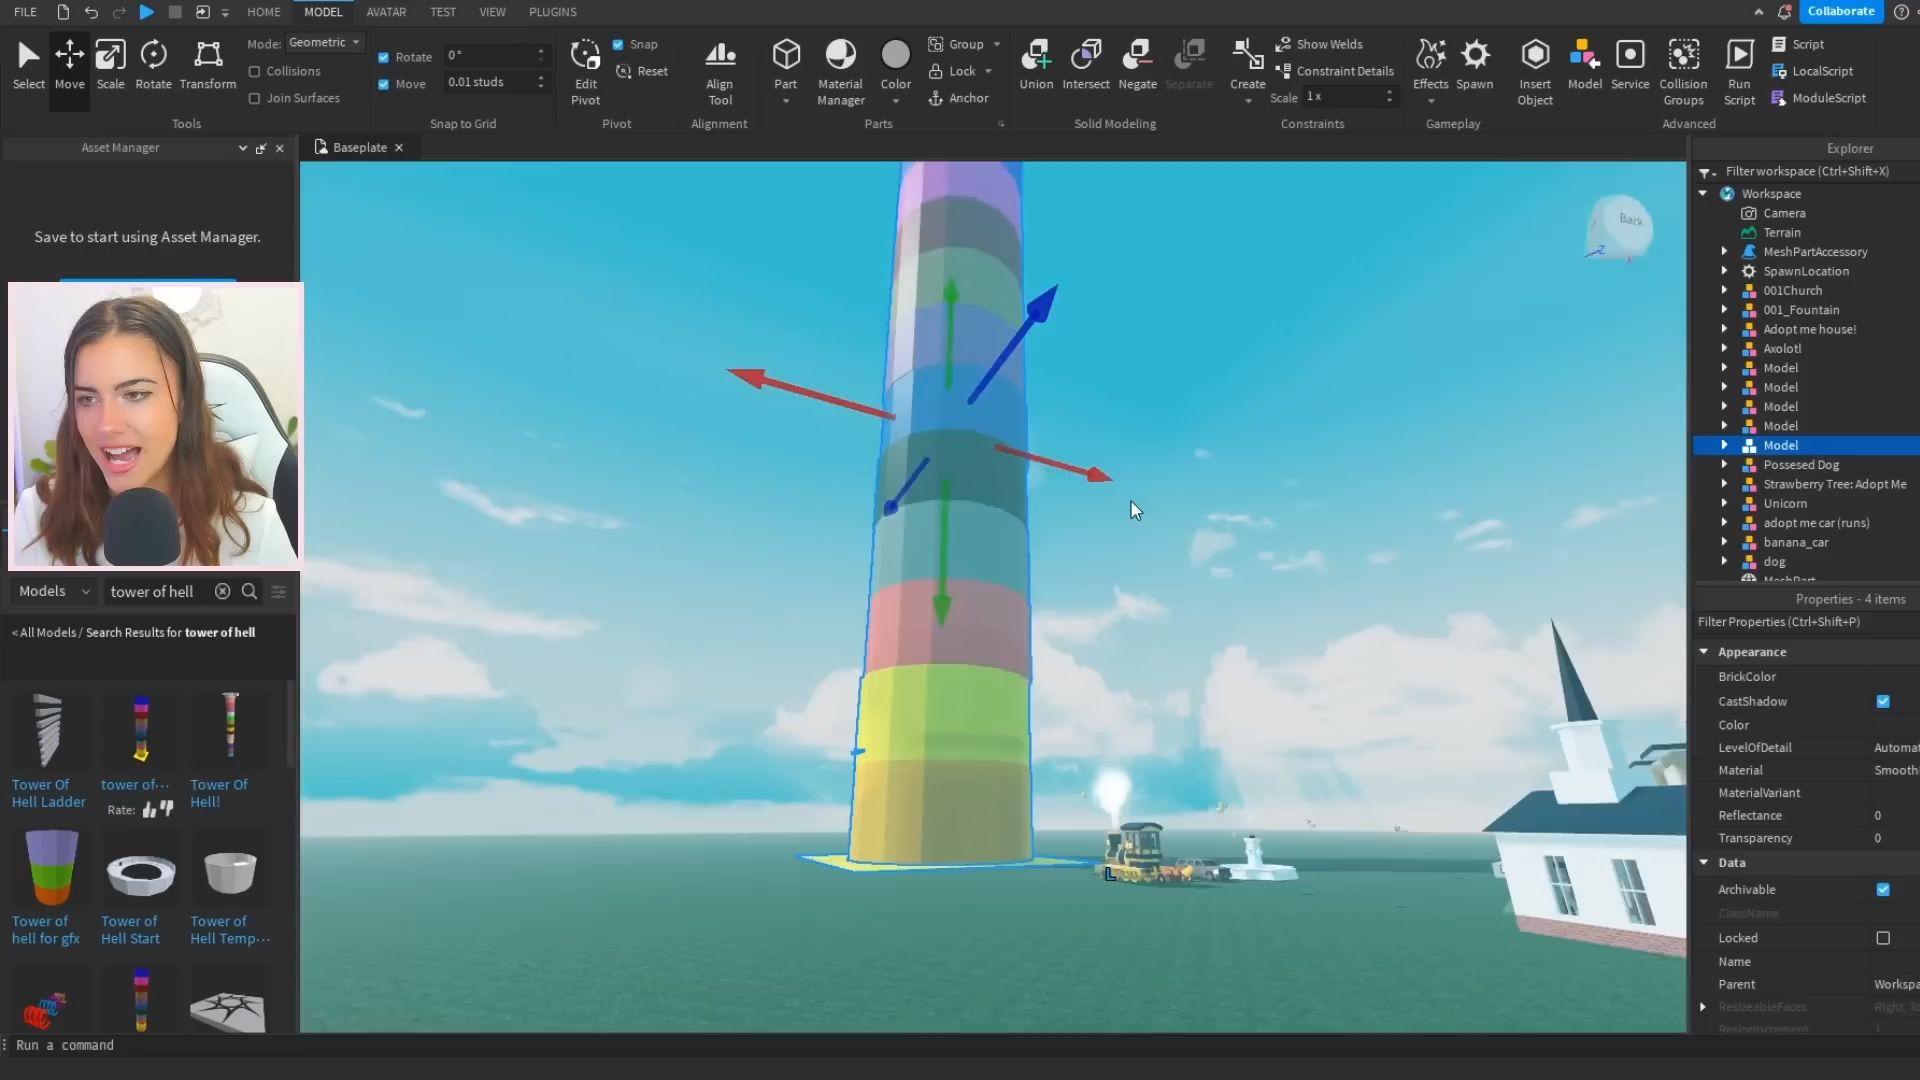 FILE
HOME
MODEL
AVATAR
TEST
VIEW
PLUGINS
Collaborate
Select
Move
Scale
Rotate
Transform
Mode: Geometric
Collisions
Join Surfaces
Tools
Rotate 0°
Move 0.01 studs
Snap to Grid
Edit
Pivot
Snap
Reset
Pivot
Align
Tool
Alignment
Part
Material
Manager
Color
Group
Lock
Anchor
Parts
Union
Intersect
Negate
Separate
Solid Modeling
Create
Show Welds
Constraint Details
Scale 1 x
Constraints
Effects
Spawn
Gameplay
Insert
Object
Model
Service
Collision
Groups
Run
Script
Script
LocalScript
ModuleScript
Advanced
Asset Manager
Save to start using Asset Manager.
Models
tower of hell
< All Models / Search Results for tower of hell
Tower Of
Hell Ladder
tower of...
Rate:
Tower Of
Hell!
Tower of
hell for gfx
Tower of
Hell Start
Tower of
Hell Temp...
Baseplate
Back
Z
Explorer
Filter workspace (Ctrl+Shift+X)
Workspace
Camera
Terrain
MeshPartAccessory
SpawnLocation
001Church
001_Fountain
Adopt me house!
Axolotl
Model
Model
Model
Model
Model
Possesed Dog
Strawberry Tree: Adopt Me
Unicorn
adopt me car (runs)
banana_car
dog
MeshPart
Properties - 4 items
Filter Properties (Ctrl+Shift+P)
Appearance
BrickColor
CastShadow
Color
LevelOfDetail Automat
Material Smooth
MaterialVariant
Reflectance 0
Transparency 0
Data
Archivable
ClassName
Locked
Name
Parent Workspa
ResizeableFaces Right, To
ResizeIncrement 1
Run a command